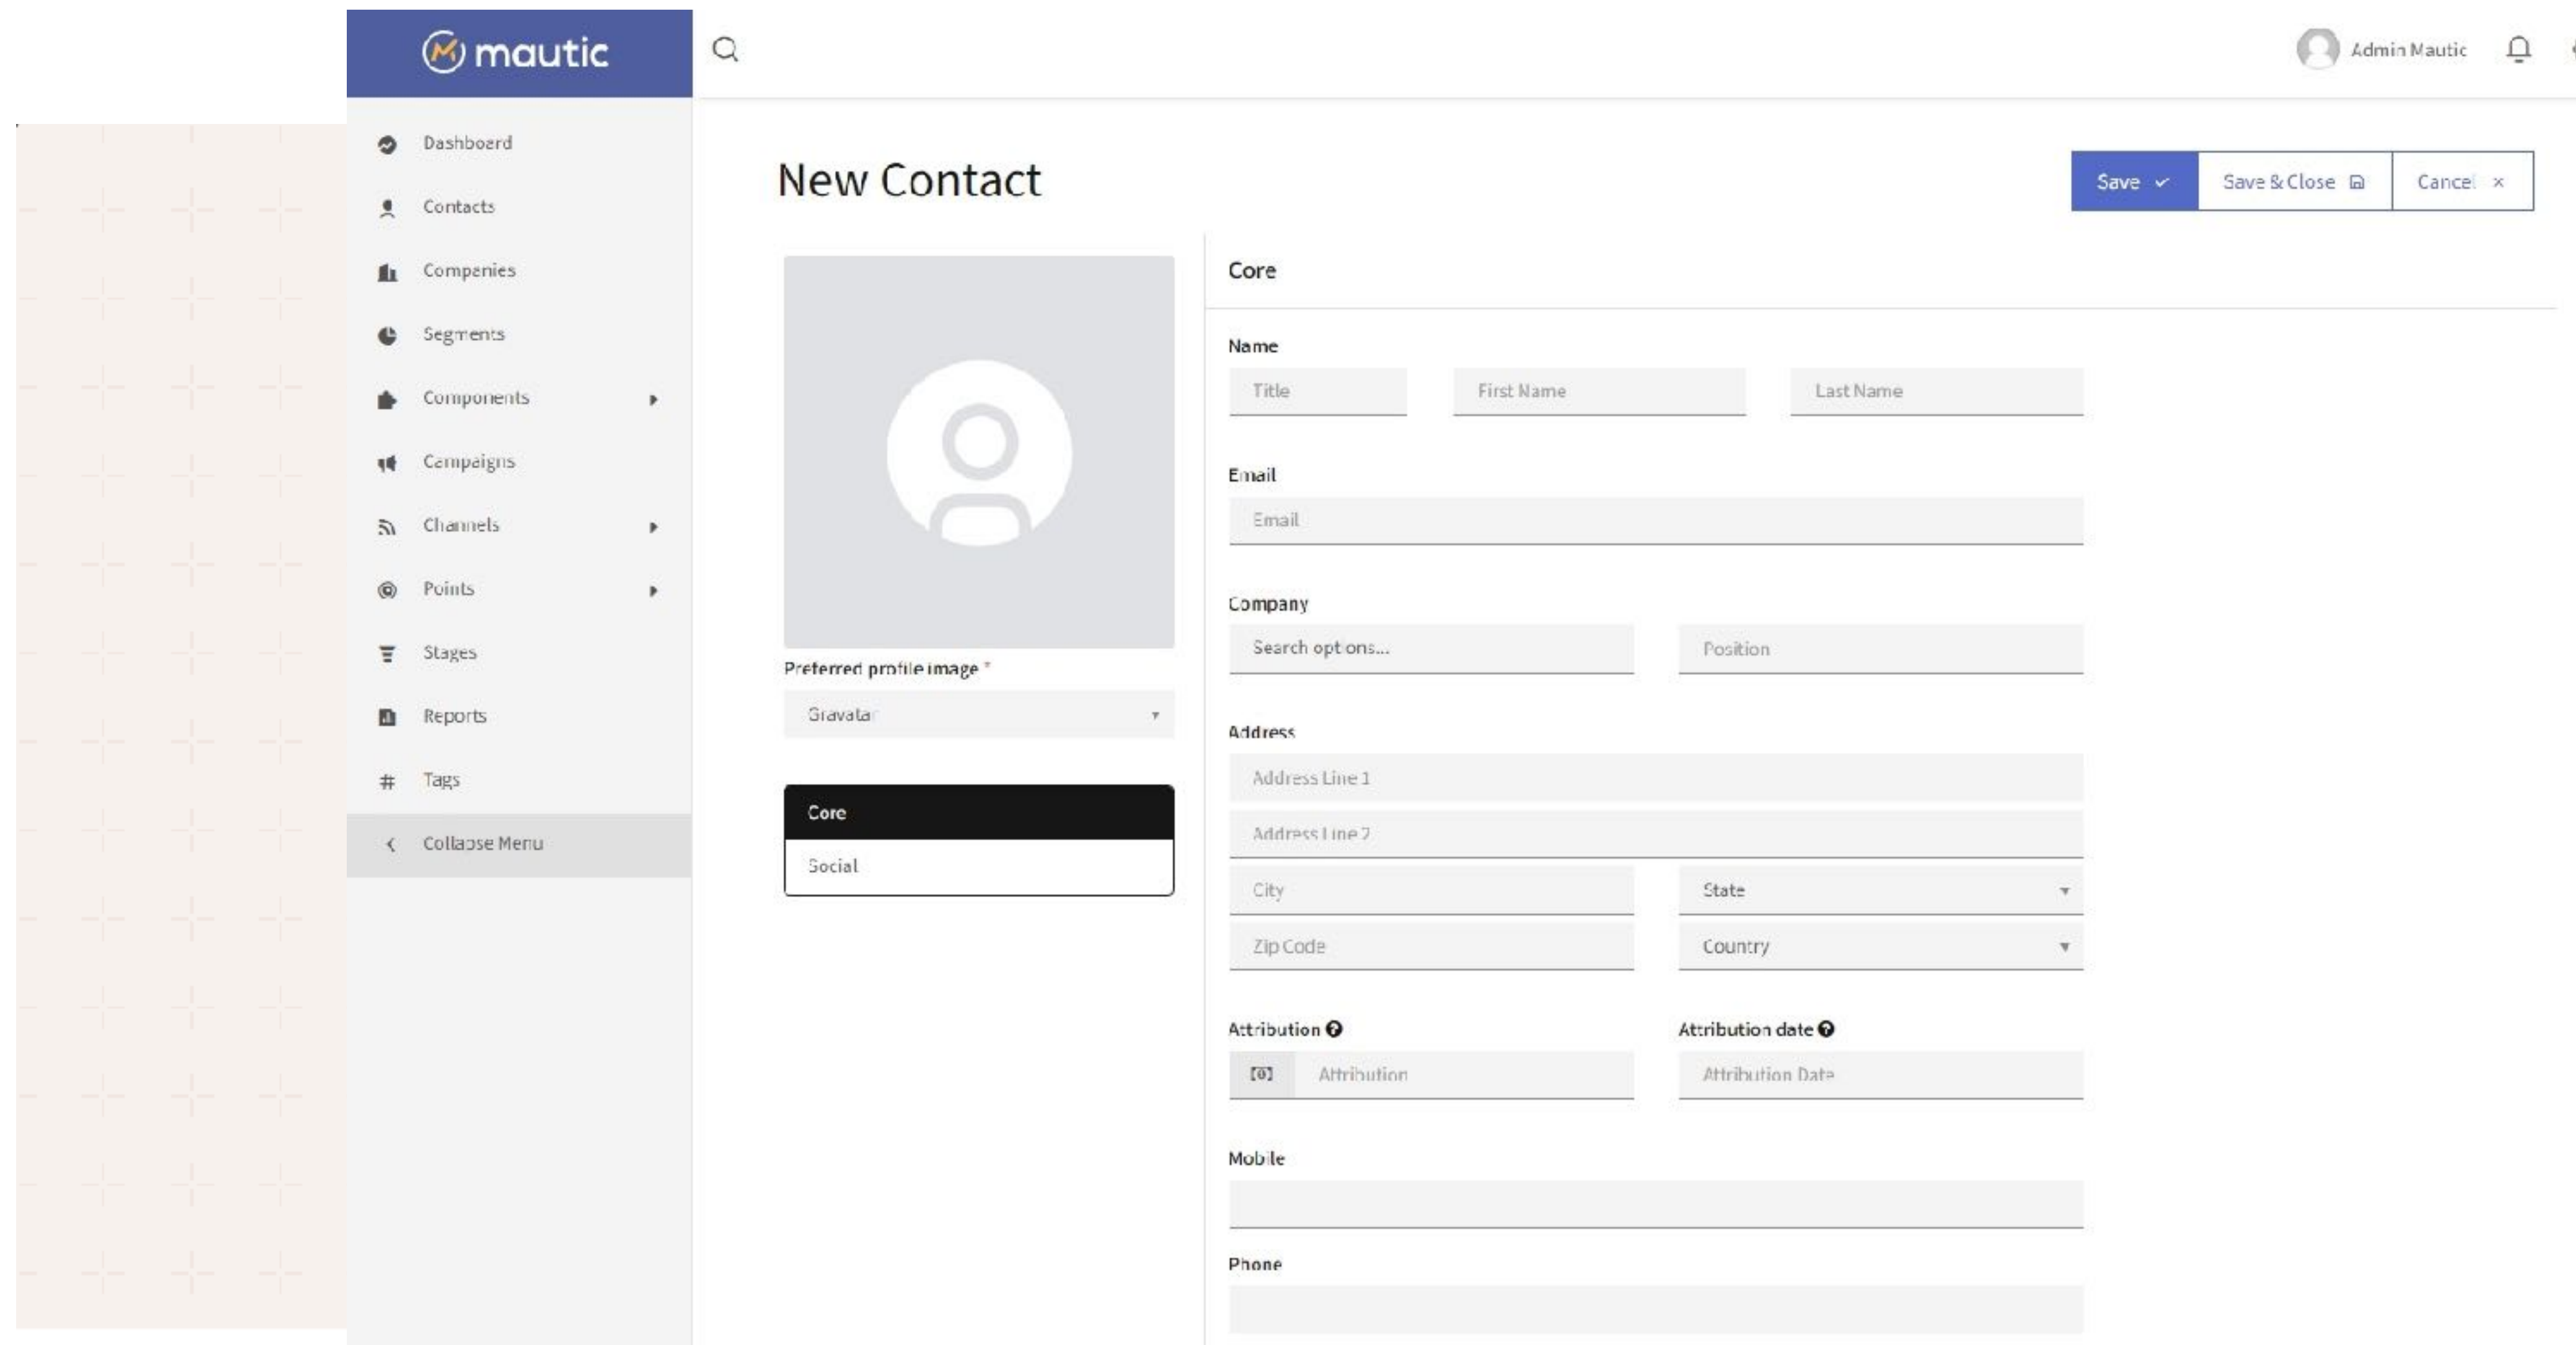 mautic
Admin Mautic
Dashboard
Contacts
Companies
Segments
Components
Campaigns
Channels
Points
Stages
Reports
Tags
Collapse Menu
New Contact
Save
Save & Close
Cancel
Preferred profile image *
Gravatar
Core
Social
Core
Name
Title First Name Last Name
Email
Email
Company
Search options... Position
Address
Address Line 1
Address Line 2
City State
Zip Code Country
Attribution Attribution date
Attribution Attribution Date
Mobile
Phone